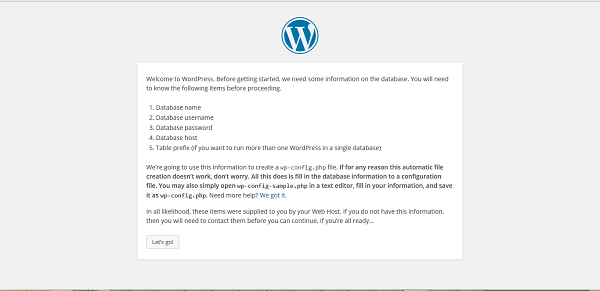 Welcome to WordPress. Before getting started, we need some information on the database. You will need
to know the following items before proceeding.
1. Database name
2. Database username
3. Database password
4. Database host
5. Table prefix (if you want to run more than one WordPress in a single database)
We're going to use this information to create a wp-config.php file. If for any reason this automatic file
creation doesn't work, don't worry. All this does is fill in the database information to a configuration
file. You may also simply open wp-config-sample.php in a text editor, fill in your information, and save
it as wp-config.php. Need more help? We got it.
In all likelihood, these items were supplied to you by your Web Host. If you do not have this information,
then you will need to contact them before you can continue. If you're all ready...
Let's go!